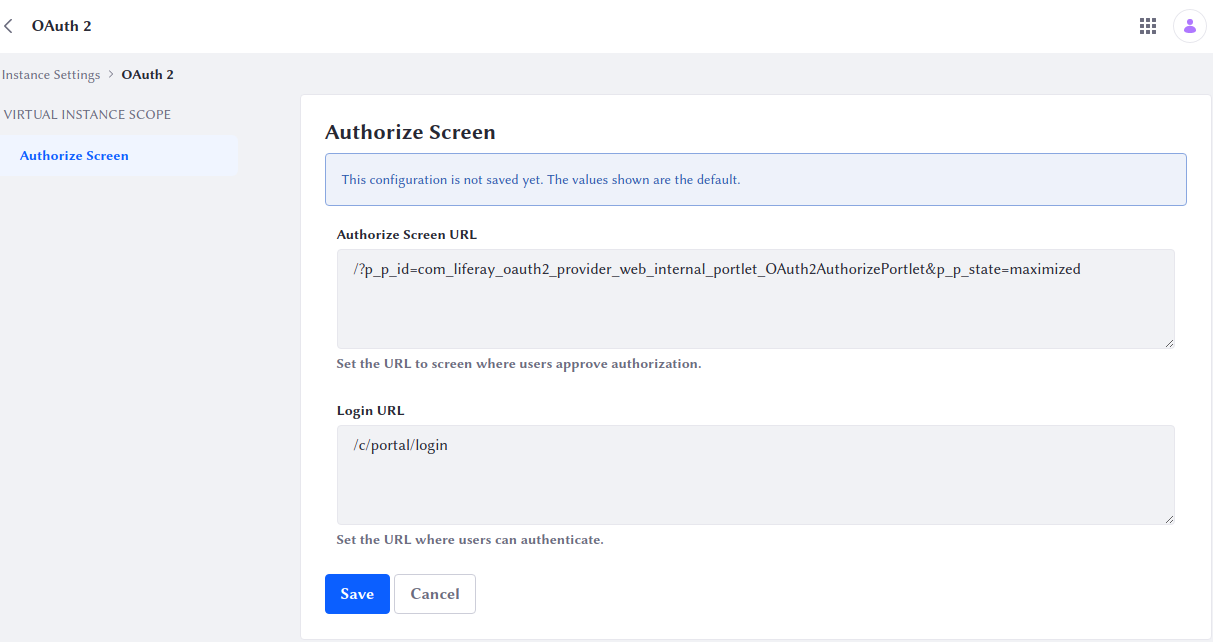 OAuth 2
Instance Settings > OAuth 2
VIRTUAL INSTANCE SCOPE
Authorize Screen
Authorize Screen
This configuration is not saved yet. The values shown are the default.
Authorize Screen URL
/?p_p_id=com_liferay_oauth2_provider_web_internal_portlet_OAuth2AuthorizePortlet&p_p_state=maximized
Set the URL to screen where users approve authorization.
Login URL
/c/portal/login
Set the URL where users can authenticate.
Save Cancel